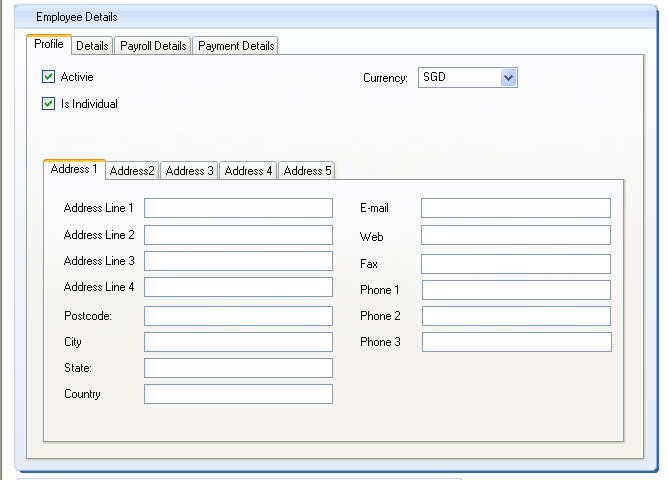 Employee Details
Profile Details Payroll Details Payment Details
Activie Currency: SGD
Is Individual
Address 1 Address2 Address 3 Address 4 Address 5
Address Line 1 E-mail
Address Line 2 Web
Address Line 3 Fax
Address Line 4 Phone 1
Postcode: Phone 2
City Phone 3
State:
Country